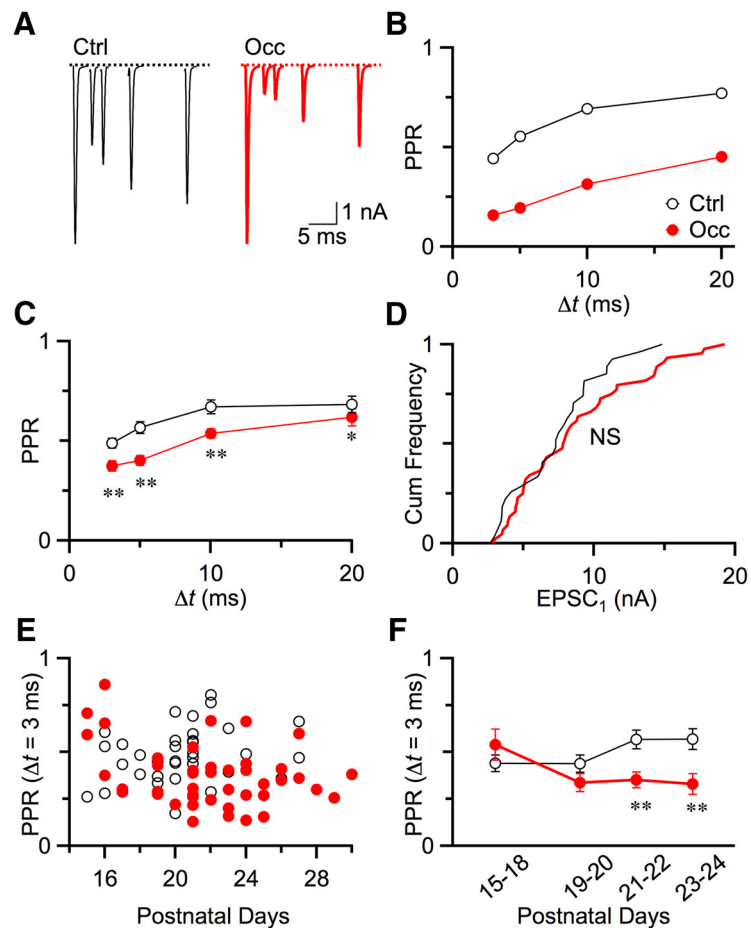 A
Ctrl
Occ
1 nA
5 ms
B
1
PPR
0
0
10
20
Δt (ms)
Ctrl
Occ
C
1
PPR
0
0
10
20
Δt (ms)
**
**
**
*
D
1
Cum Frequency
0
0
10
20
EPSC1 (nA)
NS
E
1
PPR (Δt = 3 ms)
0
16
20
24
28
Postnatal Days
F
1
PPR (Δt = 3 ms)
0
15-18
19-20
21-22
23-24
Postnatal Days
**
**